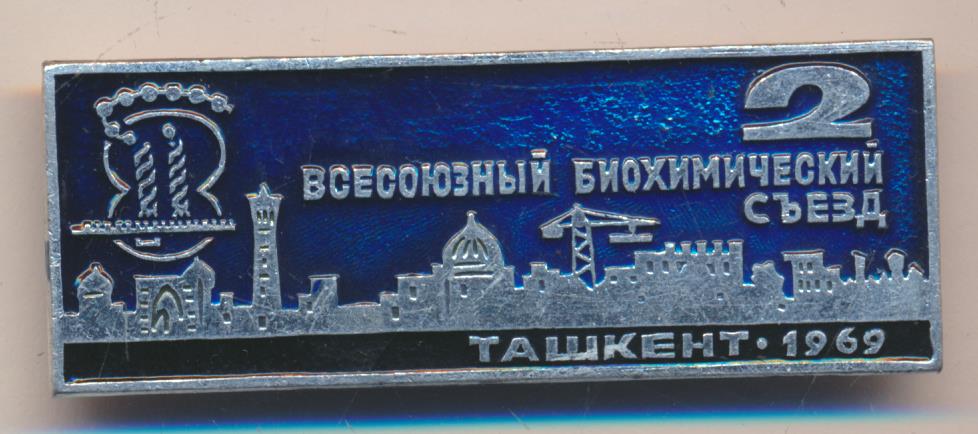 2
ВСЕСОЮЗНЫЙ БИОХИМИЧЕСКИЙ
СЪЕЗД
ТАШКЕНТ · 1969